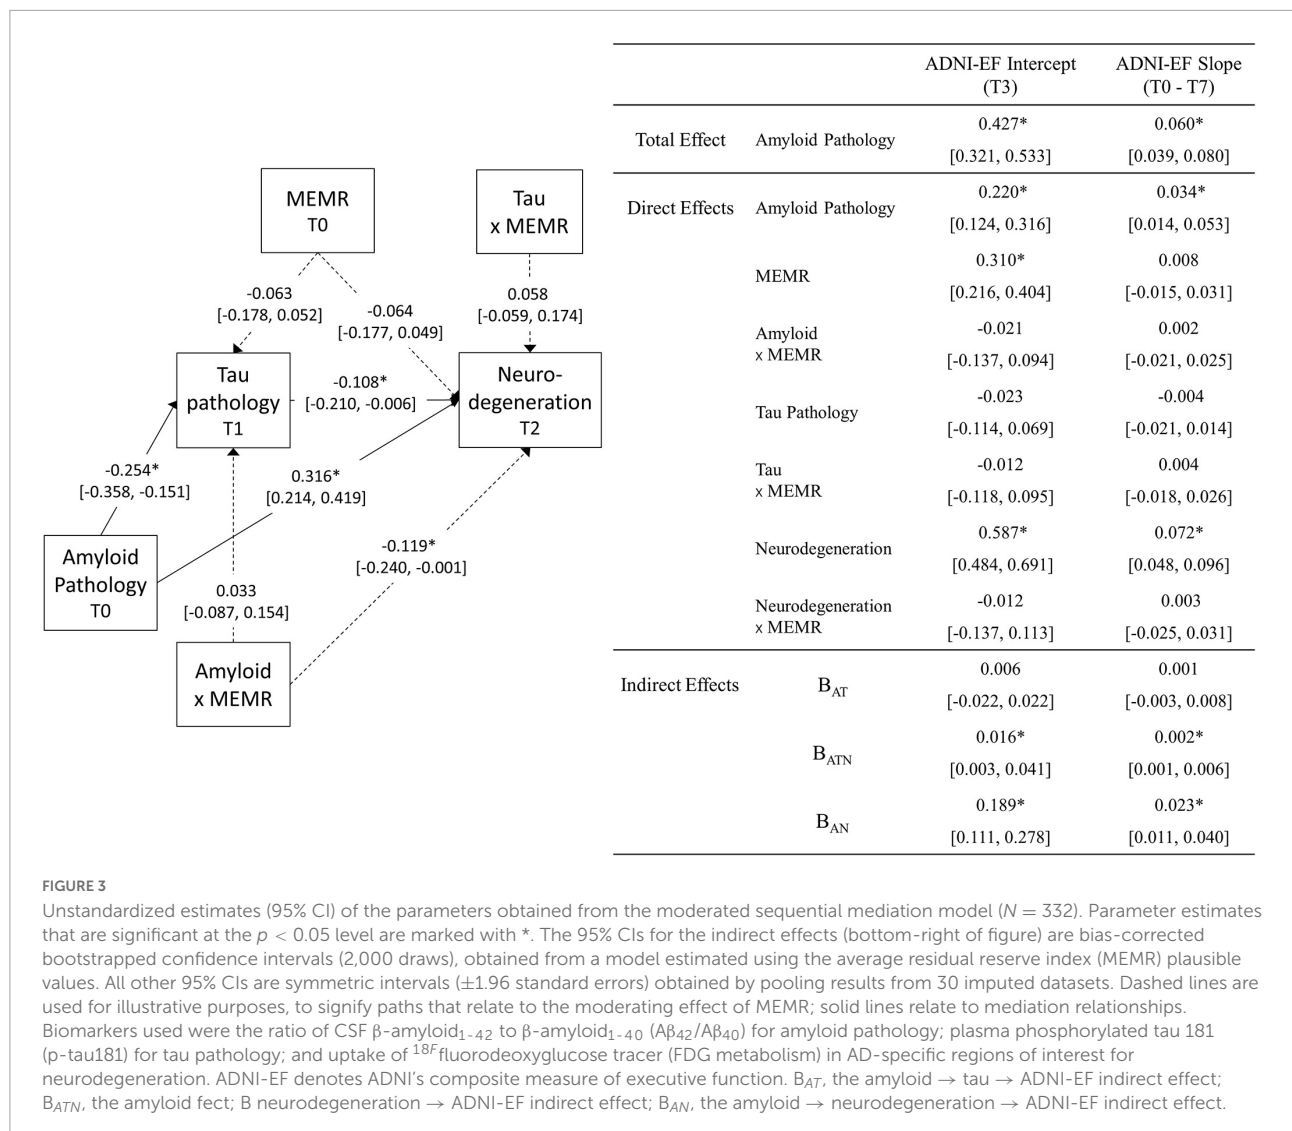 MEMR
T0
Tau
x MEMR
-0.063
[-0.178, 0.052]
-0.064
[-0.177, 0.049]
0.058
[-0.059, 0.174]
Tau
pathology
T1
-0.108*
[-0.210, -0.006]
Neuro-
degeneration
T2
-0.254*
[-0.358, -0.151]
0.316*
[0.214, 0.419]
Amyloid
Pathology
T0
-0.119*
[-0.240, -0.001]
0.033
[-0.087, 0.154]
Amyloid
x MEMR
ADNI-EF Intercept ADNI-EF Slope
(T3) (T0 - T7)
0.427* 0.060*
Total Effect Amyloid Pathology
[0.321, 0.533] [0.039, 0.080]
0.220* 0.034*
Direct Effects Amyloid Pathology
[0.124, 0.316] [0.014, 0.053]
0.310* 0.008
MEMR
[0.216, 0.404] [-0.015, 0.031]
-0.021 0.002
Amyloid
x MEMR
[-0.137, 0.094] [-0.021, 0.025]
-0.023 -0.004
Tau Pathology
[-0.114, 0.069] [-0.021, 0.014]
-0.012 0.004
Tau
x MEMR
[-0.118, 0.095] [-0.018, 0.026]
0.587* 0.072*
Neurodegeneration
[0.484, 0.691] [0.048, 0.096]
-0.012 0.003
Neurodegeneration
x MEMR
[-0.137, 0.113] [-0.025, 0.031]
0.006 0.001
Indirect Effects B_AT
[-0.022, 0.022] [-0.003, 0.008]
0.016* 0.002*
B_ATN
[0.003, 0.041] [0.001, 0.006]
0.189* 0.023*
B_AN
[0.111, 0.278] [0.011, 0.040]
FIGURE 3
Unstandardized estimates (95% CI) of the parameters obtained from the moderated sequential mediation model (N = 332). Parameter estimates
that are significant at the p < 0.05 level are marked with *. The 95% CIs for the indirect effects (bottom-right of figure) are bias-corrected
bootstrapped confidence intervals (2,000 draws), obtained from a model estimated using the average residual reserve index (MEMR) plausible
values. All other 95% CIs are symmetric intervals (±1.96 standard errors) obtained by pooling results from 30 imputed datasets. Dashed lines are
used for illustrative purposes, to signify paths that relate to the moderating effect of MEMR; solid lines relate to mediation relationships.
Biomarkers used were the ratio of CSF β-amyloid₁₋₄₂ to β-amyloid₁₋₄₀ (Aβ₄₂/Aβ₄₀) for amyloid pathology; plasma phosphorylated tau 181
(p-tau181) for tau pathology; and uptake of ^18F fluorodeoxyglucose tracer (FDG metabolism) in AD-specific regions of interest for
neurodegeneration. ADNI-EF denotes ADNI's composite measure of executive function. B_AT, the amyloid → tau → ADNI-EF indirect effect;
B_ATN, the amyloid fect; B neurodegeneration → ADNI-EF indirect effect; B_AN, the amyloid → neurodegeneration → ADNI-EF indirect effect.